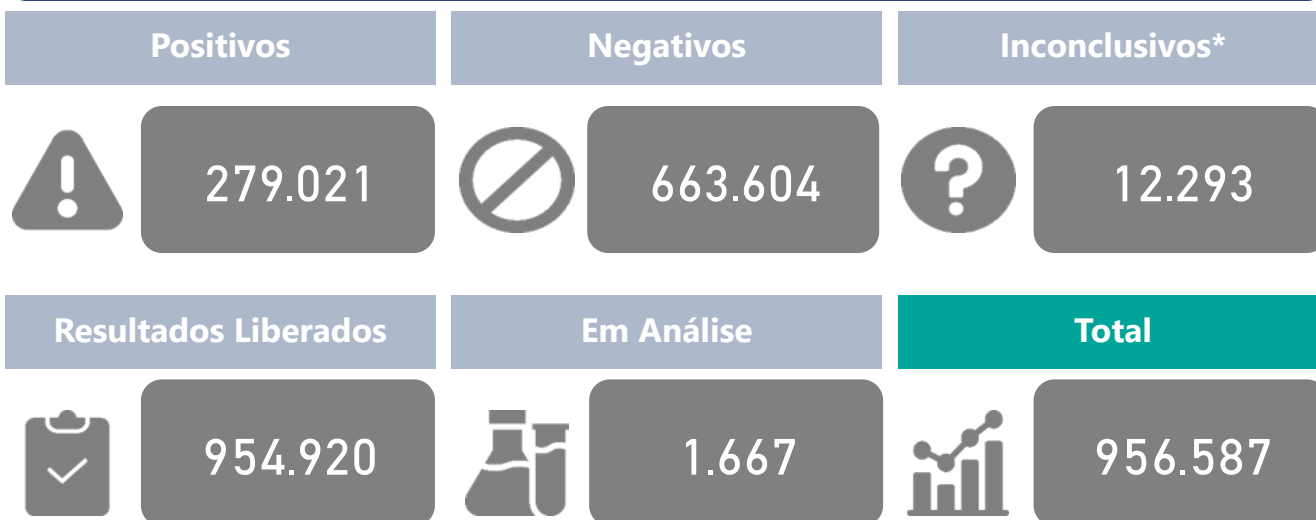 Positivos
Negativos
Inconclusivos*
279.021
663.604
12.293
Resultados Liberados
Em Análise
Total
954.920
1.667
956.587